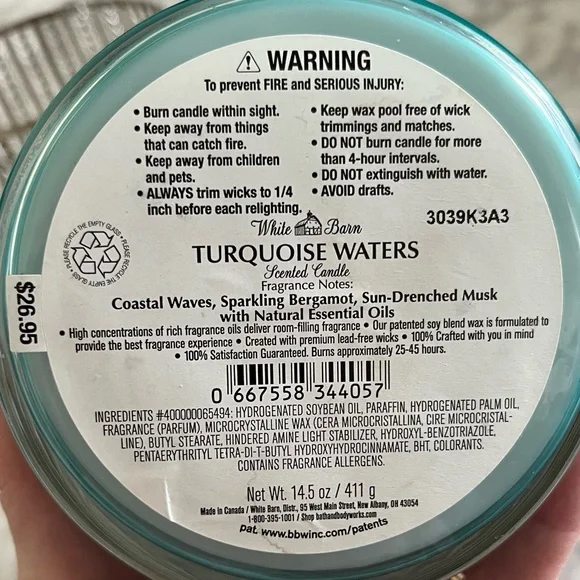 ⚠ WARNING
To prevent FIRE and SERIOUS INJURY:
• Burn candle within sight.
• Keep away from things
that can catch fire.
• Keep away from children
and pets.
• ALWAYS trim wicks to 1/4
inch before each relighting.
• Keep wax pool free of wick
trimmings and matches.
• DO NOT burn candle for more
than 4-hour intervals.
• DO NOT extinguish with water.
• AVOID drafts.
White Barn
3039K3A3
• PLEASE RECYCLE THE EMPTY GLASS • PLEASE RECYCLE THE EMPTY GLASS
TURQUOISE WATERS
Scented Candle
Fragrance Notes:
Coastal Waves, Sparkling Bergamot, Sun-Drenched Musk
with Natural Essential Oils
$26.95
• High concentrations of rich fragrance oils deliver room-filling fragrance • Our patented soy blend wax is formulated to
provide the best fragrance experience • Created with premium lead-free wicks • 100% Crafted with you in mind
• 100% Satisfaction Guaranteed. Burns approximately 25-45 hours.
0 667558 344057
INGREDIENTS #400000065494: HYDROGENATED SOYBEAN OIL, PARAFFIN, HYDROGENATED PALM OIL,
FRAGRANCE (PARFUM), MICROCRYSTALLINE WAX (CERA MICROCRISTALLINA, CIRE MICROCRISTAL-
LINE), BUTYL STEARATE, HINDERED AMINE LIGHT STABILIZER, HYDROXYL-BENZOTRIAZOLE,
PENTAERYTHRITYL TETRA-DI-T-BUTYL HYDROXYHYDROCINNAMATE, BHT, COLORANTS.
CONTAINS FRAGRANCE ALLERGENS.
Net Wt. 14.5 oz / 411 g
Made in Canada / White Barn, Distr., 95 West Main Street, New Albany, OH 43054
1-800-395-1001 / Shop bathandbodyworks.com
pat. www.bbwinc.com/patents